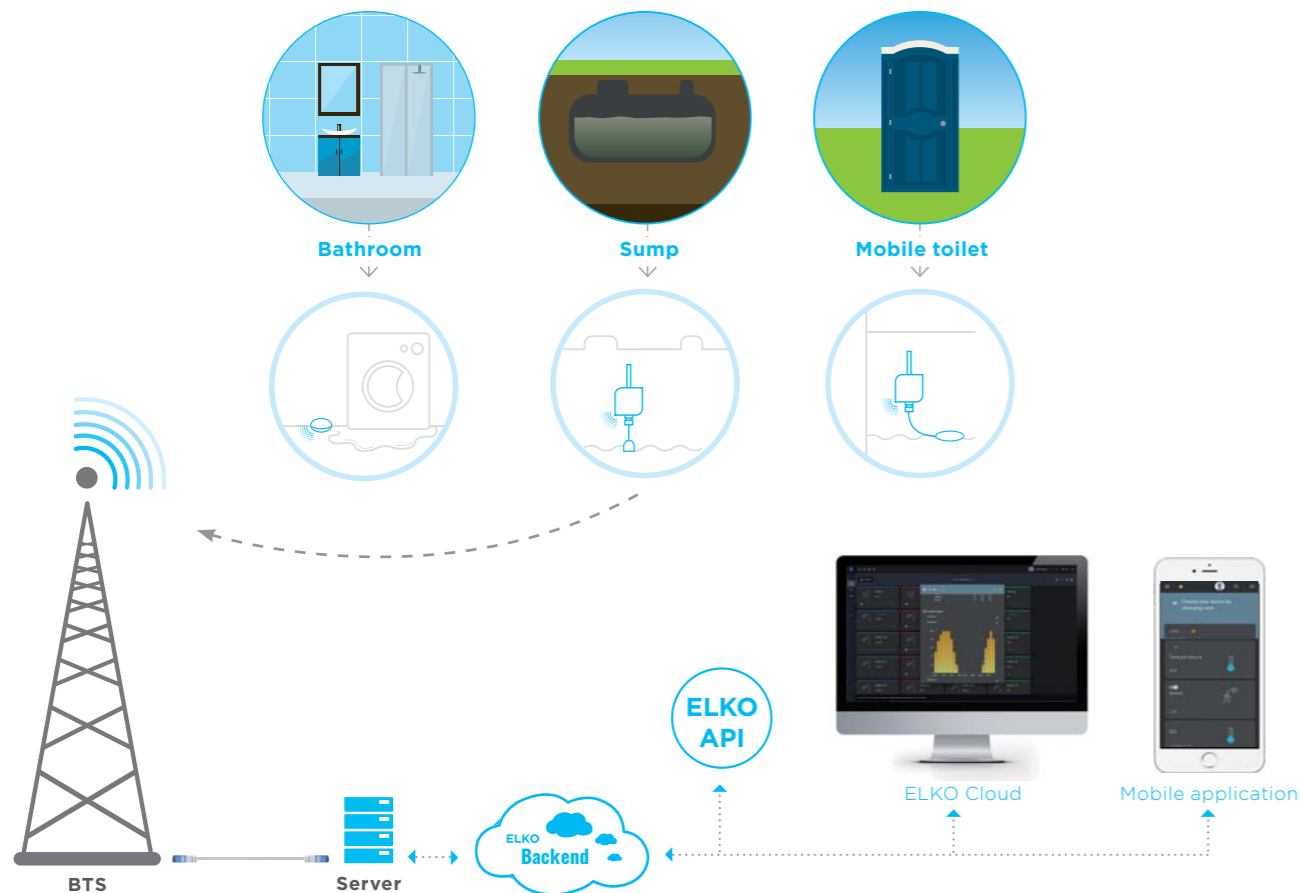 Bathroom
Sump
Mobile toilet
ELKO
API
ELKO Cloud
Mobile application
ELKO
Backend
BTS
Server